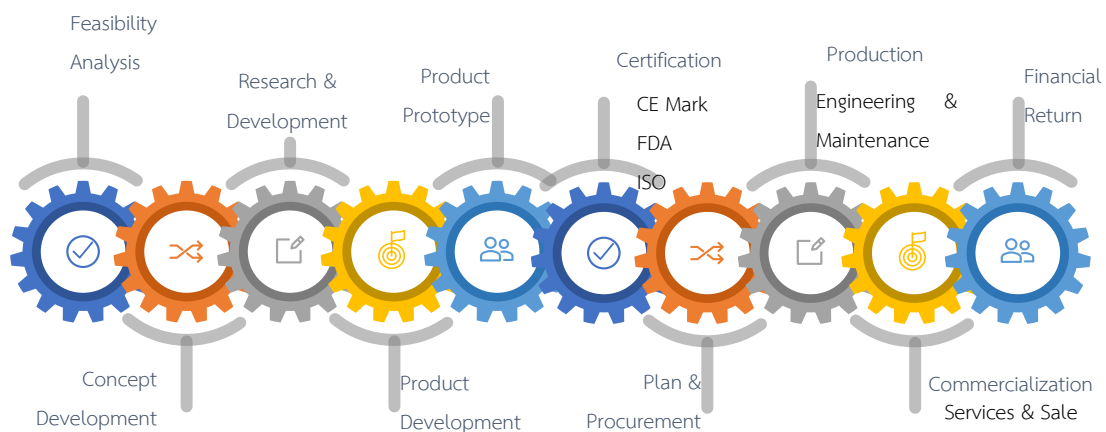 Feasibility
Analysis
Research &
Development
Product
Prototype
Certification
CE Mark
FDA
ISO
Production
Engineering &
Maintenance
Financial
Return
Concept
Development
Product
Development
Plan &
Procurement
Commercialization
Services & Sale